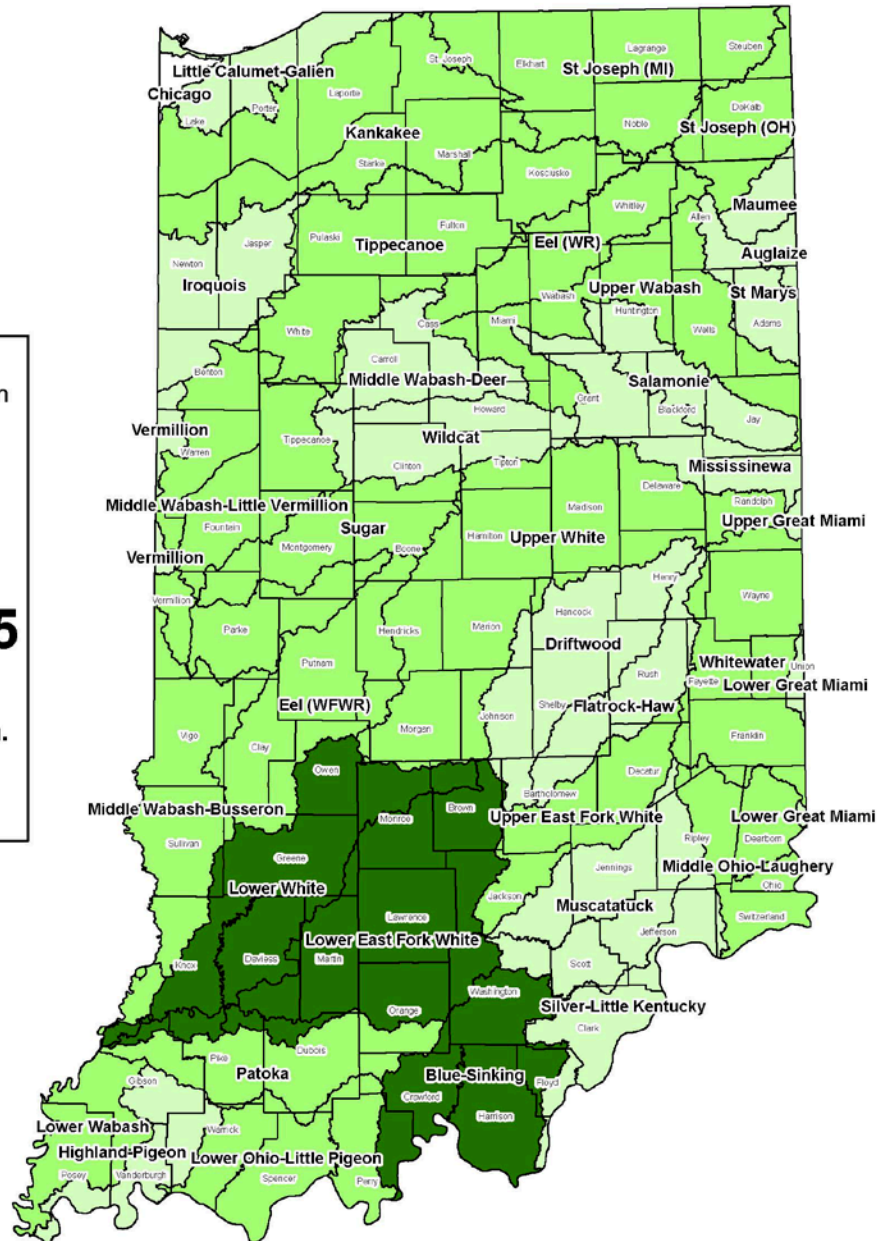 n
5
n.
Steuben
Lagrange
St. Joseph
Elkhart
St Joseph (MI)
Little Calumet-Galien
Chicago
Laporte
Porter
Lake
DeKalb
Noble
St Joseph (OH)
Kankakee
Marshall
Starke
Kosciusko
Whitley
Maumee
Allen
Fulton
Pulaski
Tippecanoe
Eel (WR)
Jasper
Auglaize
Newton
Iroquois
Upper Wabash
St Marys
Wabash
Huntington
Miami
Cass
White
Wells
Adams
Carroll
Benton
Middle Wabash-Deer
Salamonie
Grant
Blackford
Jay
Howard
Vermillion
Warren
Tippecanoe
Wildcat
Clinton
Tipton
Mississinewa
Delaware
Randolph
Middle Wabash-Little Vermillion
Madison
Upper Great Miami
Fountain
Sugar
Hamilton
Upper White
Montgomery
Boone
Vermillion
Henry
Wayne
Vermillion
Hancock
Parke
Hendricks
Marion
Driftwood
Putnam
Whitewater
Union
Rush
Fayette
Lower Great Miami
Eel (WFWR)
Shelby
Flatrock-Haw
Johnson
Morgan
Vigo
Clay
Franklin
Owen
Decatur
Bartholomew
Middle Wabash-Busseron
Brown
Monroe
Upper East Fork White
Lower Great Miami
Ripley
Dearborn
Sullivan
Greene
Jennings
Middle Ohio-Laughery
Lower White
Ohio
Jackson
Muscatatuck
Switzerland
Lawrence
Jefferson
Lower East Fork White
Knox
Daviess
Martin
Scott
Washington
Orange
Silver-Little Kentucky
Clark
Dubois
Pike
Patoka
Blue-Sinking
Gibson
Floyd
Crawford
Harrison
Lower Wabash
Warrick
Highland-Pigeon
Lower Ohio-Little Pigeon
Posey
Vanderburgh
Spencer
Perry